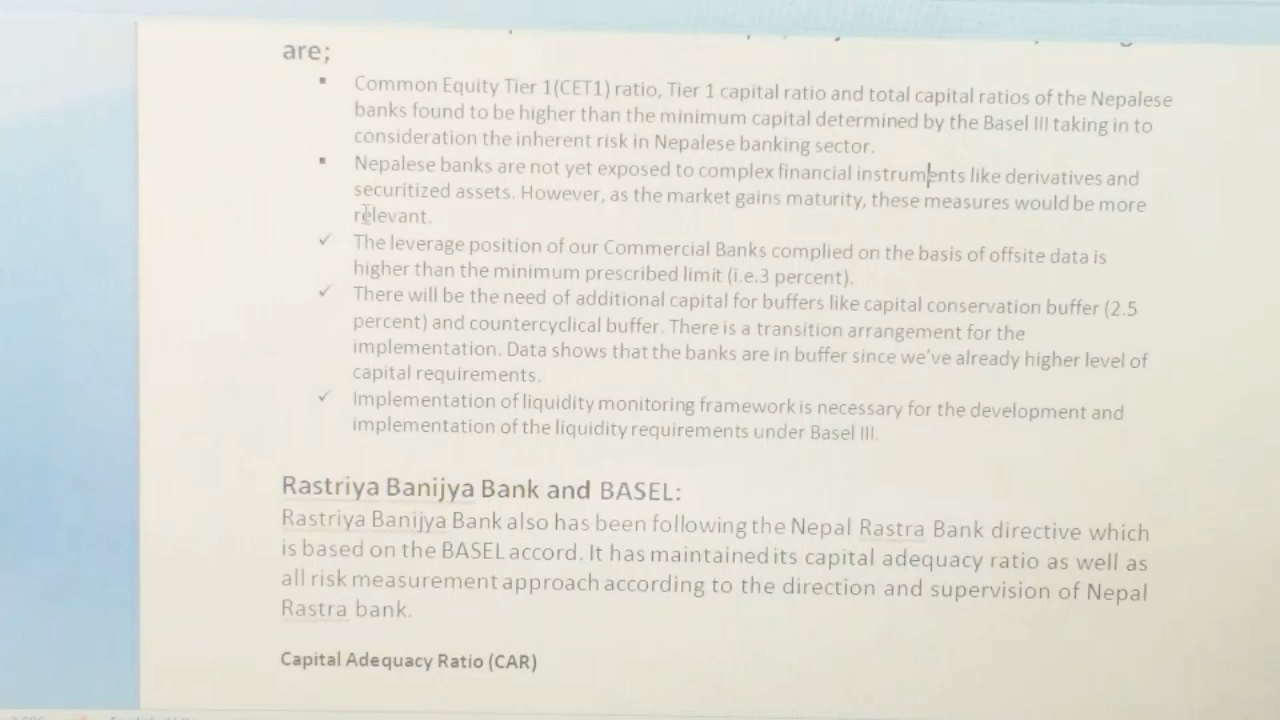 are;
▪ Common Equity Tier 1(CET1) ratio, Tier 1 capital ratio and total capital ratios of the Nepalese
banks found to be higher than the minimum capital determined by the Basel III taking in to
consideration the inherent risk in Nepalese banking sector.
▪ Nepalese banks are not yet exposed to complex financial instruments like derivatives and
securitized assets. However, as the market gains maturity, these measures would be more
relevant.
✓ The leverage position of our Commercial Banks complied on the basis of offsite data is
higher than the minimum prescribed limit (i.e.3 percent).
✓ There will be the need of additional capital for buffers like capital conservation buffer (2.5
percent) and countercyclical buffer. There is a transition arrangement for the
implementation. Data shows that the banks are in buffer since we've already higher level of
capital requirements.
✓ Implementation of liquidity monitoring framework is necessary for the development and
implementation of the liquidity requirements under Basel III.
Rastriya Banijya Bank and BASEL:
Rastriya Banijya Bank also has been following the Nepal Rastra Bank directive which
is based on the BASEL accord. It has maintained its capital adequacy ratio as well as
all risk measurement approach according to the direction and supervision of Nepal
Rastra bank.
Capital Adequacy Ratio (CAR)